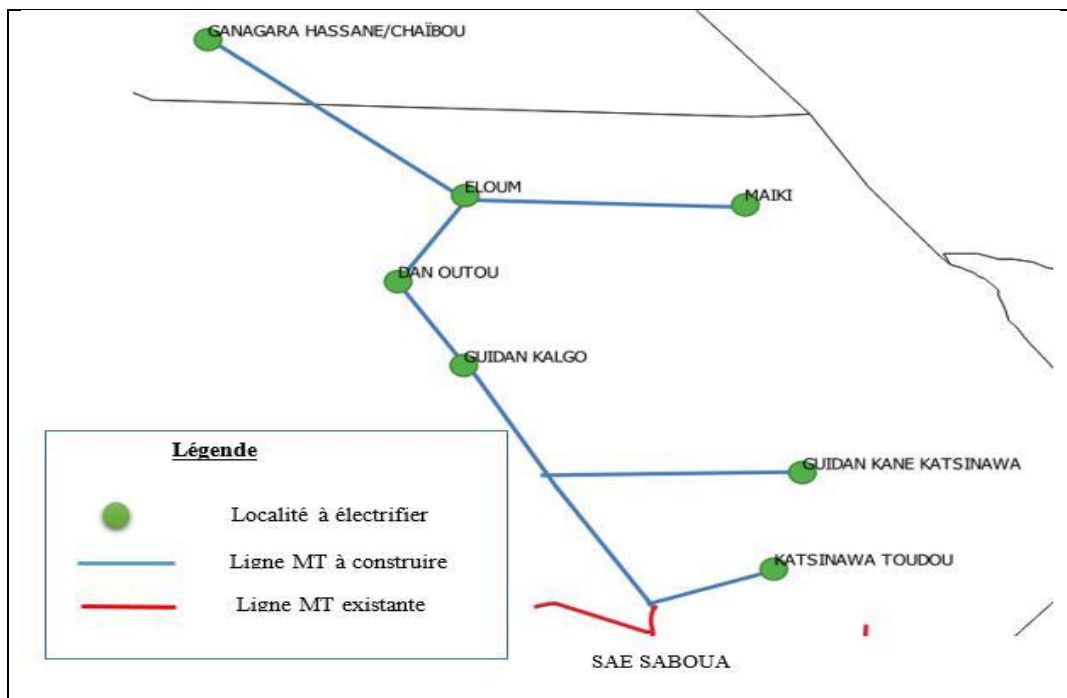 GANAGARA HASSANE/CHAÏBOU
ELOUM
MAIKI
DAN OUTOU
GUIDAN KALGO
GUIDAN KANE KATSINAWA
KATSINAWA TOUDOU
SAE SABOUA
Légende
Localité à électrifier
Ligne MT à construire
Ligne MT existante